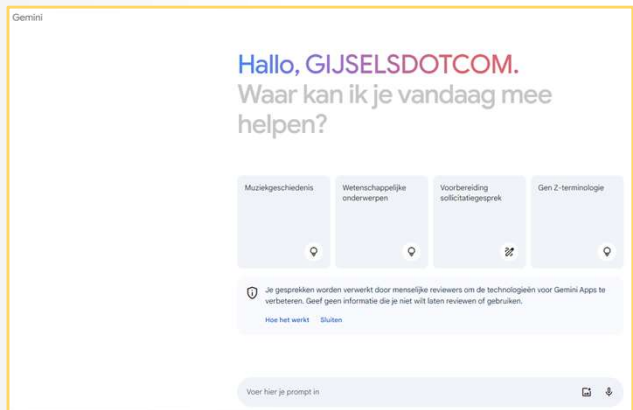 Gemini
Hallo, GIJSELSDOTCOM.
Waar kan ik je vandaag mee
helpen?
Muziekgeschiedenis
Wetenschappelijke
onderwerpen
Voorbereiding
sollicitatiegesprek
Gen Z-terminologie
Je gesprekken worden verwerkt door menselijke reviewers om de technologieën voor Gemini Apps te
verbeteren. Geef geen informatie die je niet wilt laten reviewen of gebruiken.
Hoe het werkt Sluiten
Voer hier je prompt in